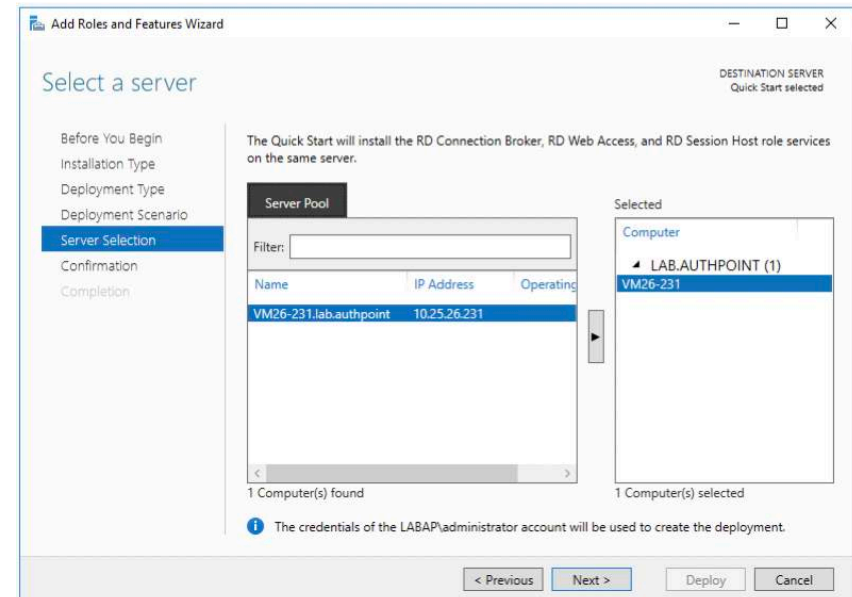 Add Roles and Features Wizard
Select a server
DESTINATION SERVER
Quick Start selected
Before You Begin
Installation Type
Deployment Type
Deployment Scenario
Server Selection
Confirmation
Completion
The Quick Start will install the RD Connection Broker, RD Web Access, and RD Session Host role services
on the same server.
Server Pool
Filter:
Name IP Address Operating
VM26-231.lab.authpoint 10.25.26.231
1 Computer(s) found
Selected
Computer
LAB.AUTHPOINT (1)
VM26-231
1 Computer(s) selected
The credentials of the LABAP\administrator account will be used to create the deployment.
< Previous Next > Deploy Cancel